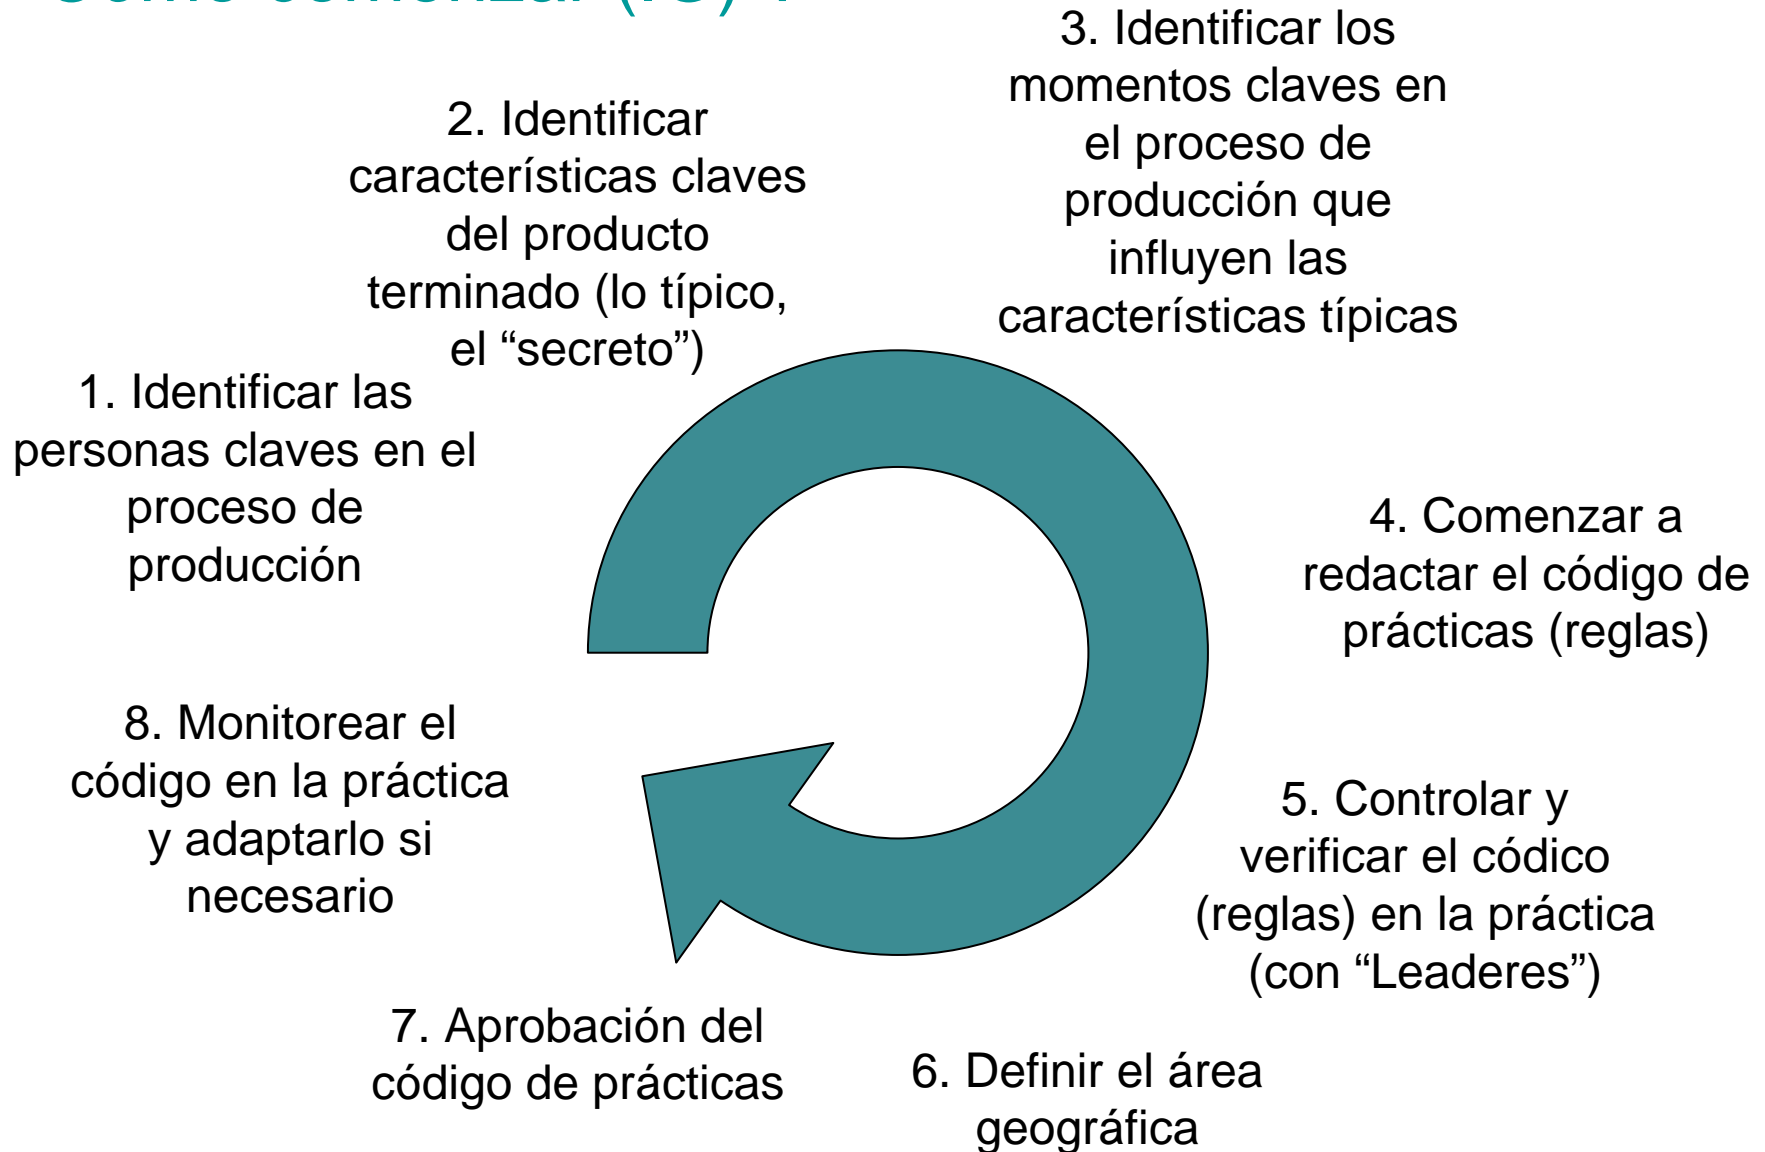 Como comenzar (IG) ?
1. Identificar las
personas claves en el
proceso de
producción
2. Identificar
características claves
del producto
terminado (lo típico,
el “secreto”)
3. Identificar los
momentos claves en
el proceso de
producción que
influyen las
características típicas
4. Comenzar a
redactar el código de
prácticas (reglas)
5. Controlar y
verificar el códico
(reglas) en la práctica
(con “Leaderes”)
6. Definir el área
geográfica
7. Aprobación del
código de prácticas
8. Monitorear el
código en la práctica
y adaptarlo si
necesario